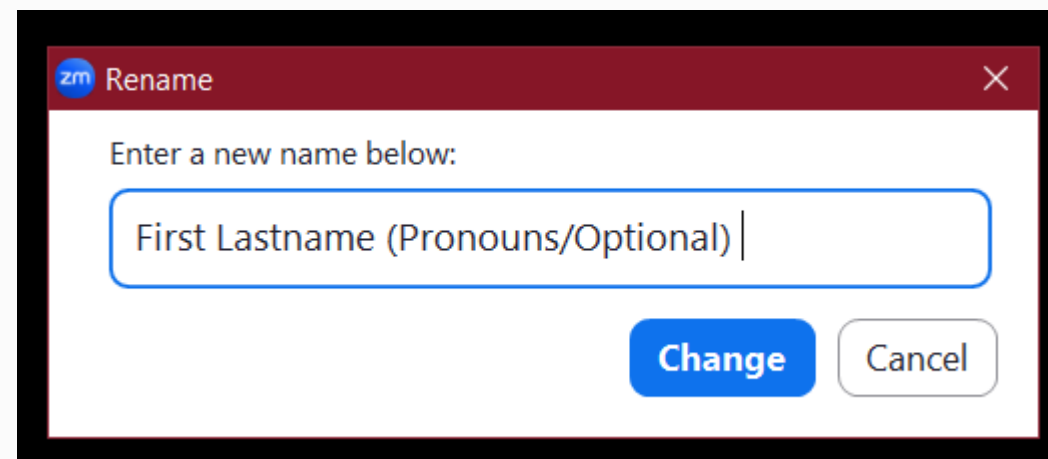 zm Rename
Enter a new name below:
First Lastname (Pronouns/Optional)
Change Cancel